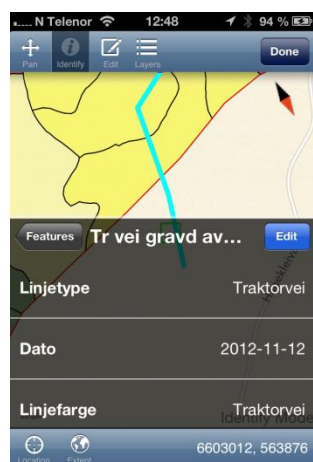 N Telenor 12:48 94 %
Pan Identify Edit Layers Done
Features Tr vei gravd av... Edit
Linjetype Traktorvei
Dato 2012-11-12
Linjefarge Traktorvei
Identify Mode
Location Extent 6603012, 563876